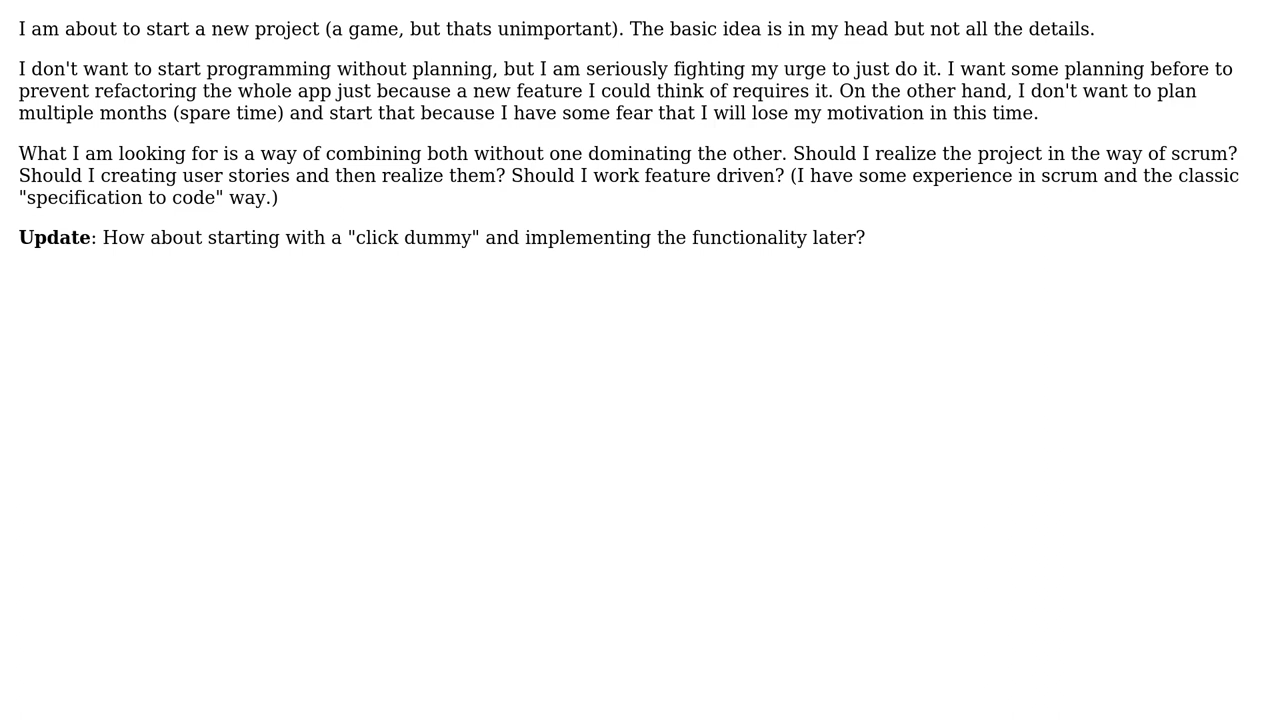 I am about to start a new project (a game, but thats unimportant). The basic idea is in my head but not all the details.
I don't want to start programming without planning, but I am seriously fighting my urge to just do it. I want some planning before to
prevent refactoring the whole app just because a new feature I could think of requires it. On the other hand, I don't want to plan
multiple months (spare time) and start that because I have some fear that I will lose my motivation in this time.
What I am looking for is a way of combining both without one dominating the other. Should I realize the project in the way of scrum?
Should I creating user stories and then realize them? Should I work feature driven? (I have some experience in scrum and the classic
"specification to code" way.)
Update: How about starting with a "click dummy" and implementing the functionality later?